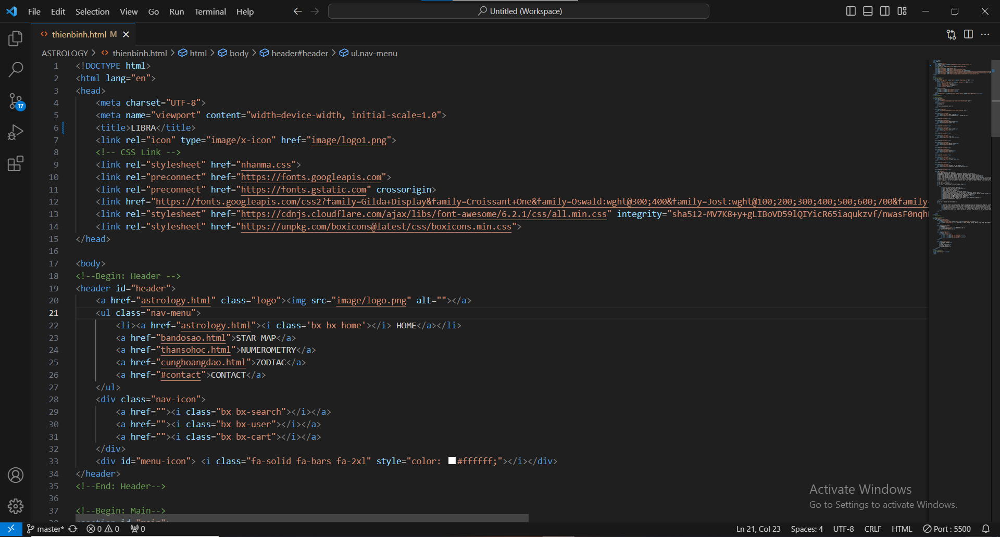 File Edit Selection View Go Run Terminal Help
Untitled (Workspace)
thienbinh.html M
ASTROLOGY > thienbinh.html > html > body > header#header > ul.nav-menu
1 <!DOCTYPE html>
2 <html lang="en">
3 <head>
4 <meta charset="UTF-8">
5 <meta name="viewport" content="width=device-width, initial-scale=1.0">
6 <title>LIBRA</title>
7 <link rel="icon" type="image/x-icon" href="image/logo1.png">
8 <!-- CSS Link -->
9 <link rel="stylesheet" href="nhanma.css">
10 <link rel="preconnect" href="https://fonts.googleapis.com">
11 <link rel="preconnect" href="https://fonts.gstatic.com" crossorigin>
12 <link href="https://fonts.googleapis.com/css2?family=Gilda+Display&family=Croissant+One&family=Oswald:wght@300;400&family=Jost:wght@100;200;300;400;500;600;700&family
13 <link rel="stylesheet" href="https://cdnjs.cloudflare.com/ajax/libs/font-awesome/6.2.1/css/all.min.css" integrity="sha512-MV7K8+y+gLIBoVD59lQIYicR65iaqukzvf/nwasF0nqh
14 <link rel="stylesheet" href="https://unpkg.com/boxicons@latest/css/boxicons.min.css">
15 </head>
16
17 <body>
18 <!--Begin: Header -->
19 <header id="header">
20 <a href="astrology.html" class="logo"><img src="image/logo.png" alt=""></a>
21 <ul class="nav-menu">
22 <li><a href="astrology.html"><i class='bx bx-home'></i> HOME</a></li>
23 <a href="bandosao.html">STAR MAP</a>
24 <a href="thansohoc.html">NUMEROMETRY</a>
25 <a href="cunghoangdao.html">ZODIAC</a>
26 <a href="#contact">CONTACT</a>
27 </ul>
28 <div class="nav-icon">
29 <a href=""><i class="bx bx-search"></i></a>
30 <a href=""><i class="bx bx-user"></i></a>
31 <a href=""><i class="bx bx-cart"></i></a>
32 </div>
33 <div id="menu-icon"> <i class="fa-solid fa-bars fa-2xl" style="color: #ffffff;"></i></div>
34 </header>
35 <!--End: Header-->
36
37 <!--Begin: Main-->
17
Activate Windows
Go to Settings to activate Windows.
master* 0 0 0 Ln 21, Col 23 Spaces: 4 UTF-8 CRLF HTML Port : 5500